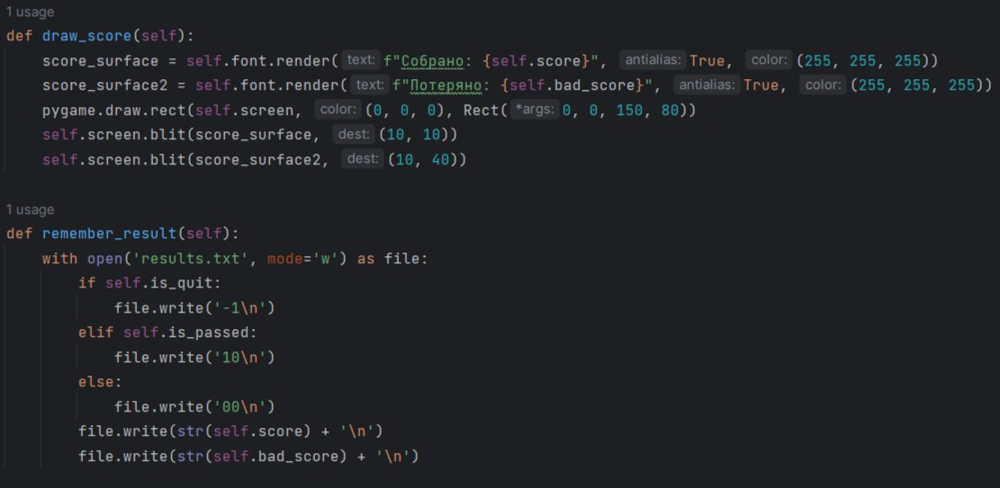 1 usage
def draw_score(self):
    score_surface = self.font.render( text: f"Собрано: {self.score}", antialias: True, color: (255, 255, 255))
    score_surface2 = self.font.render( text: f"Потеряно: {self.bad_score}", antialias: True, color: (255, 255, 255))
    pygame.draw.rect(self.screen, color: (0, 0, 0), Rect( *args: 0, 0, 150, 80))
    self.screen.blit(score_surface, dest: (10, 10))
    self.screen.blit(score_surface2, dest: (10, 40))
1 usage
def remember_result(self):
    with open('results.txt', mode='w') as file:
        if self.is_quit:
            file.write('-1\n')
        elif self.is_passed:
            file.write('10\n')
        else:
            file.write('00\n')
        file.write(str(self.score) + '\n')
        file.write(str(self.bad_score) + '\n')